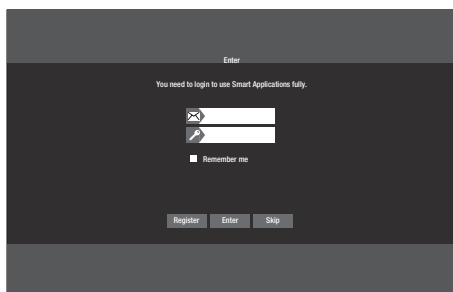 Enter
You need to login to use Smart Applications fully.
Remember me
Register Enter Skip